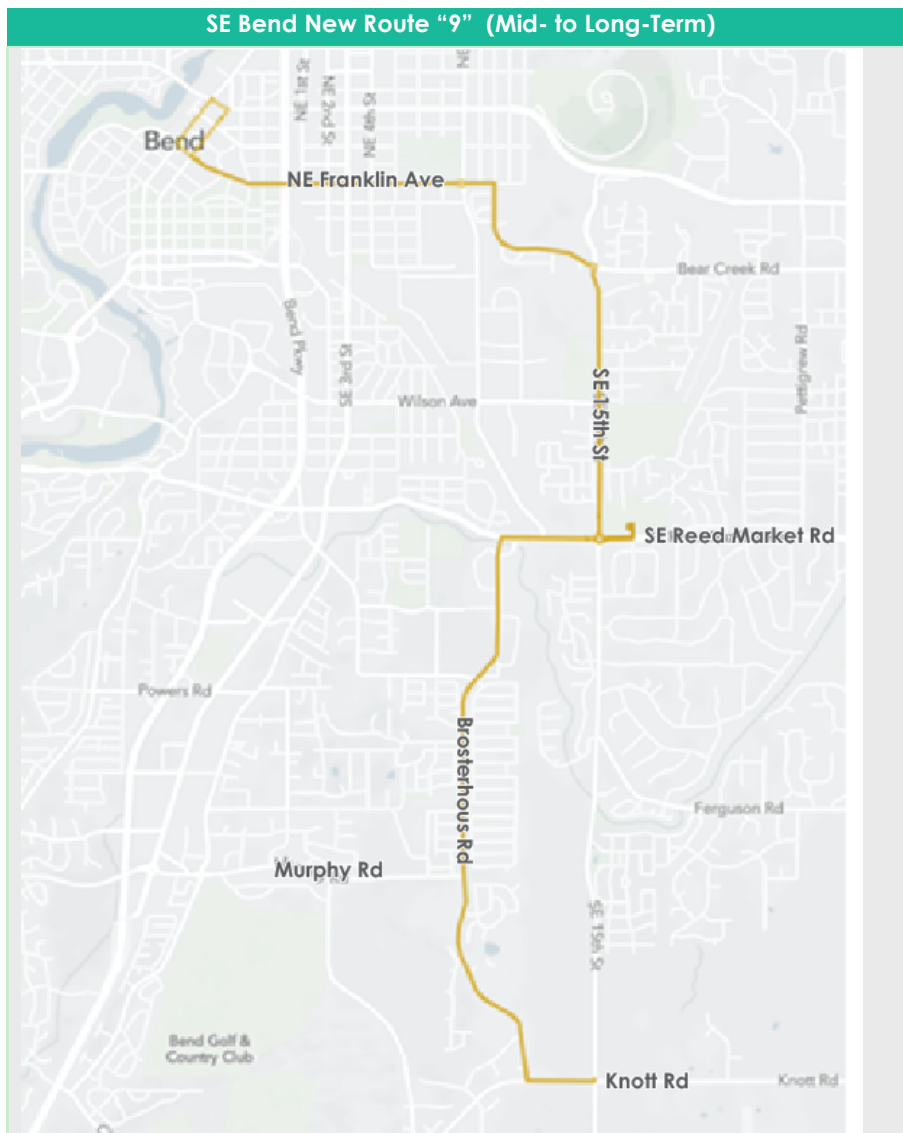 SE Bend New Route “9” (Mid- to Long-Term)
NE 1st St
NE 2nd St
NE 4th St
NE
Bend
NE Franklin Ave
Bear Creek Rd
Bend Pkwy
SE 3rd St
Pettigrew Rd
Wilson Ave
SE 15th St
SE Reed Market Rd
Powers Rd
Brosterhous Rd
Ferguson Rd
Murphy Rd
SE 15th St
Bend Golf &
Country Club
Knott Rd
Knott Rd